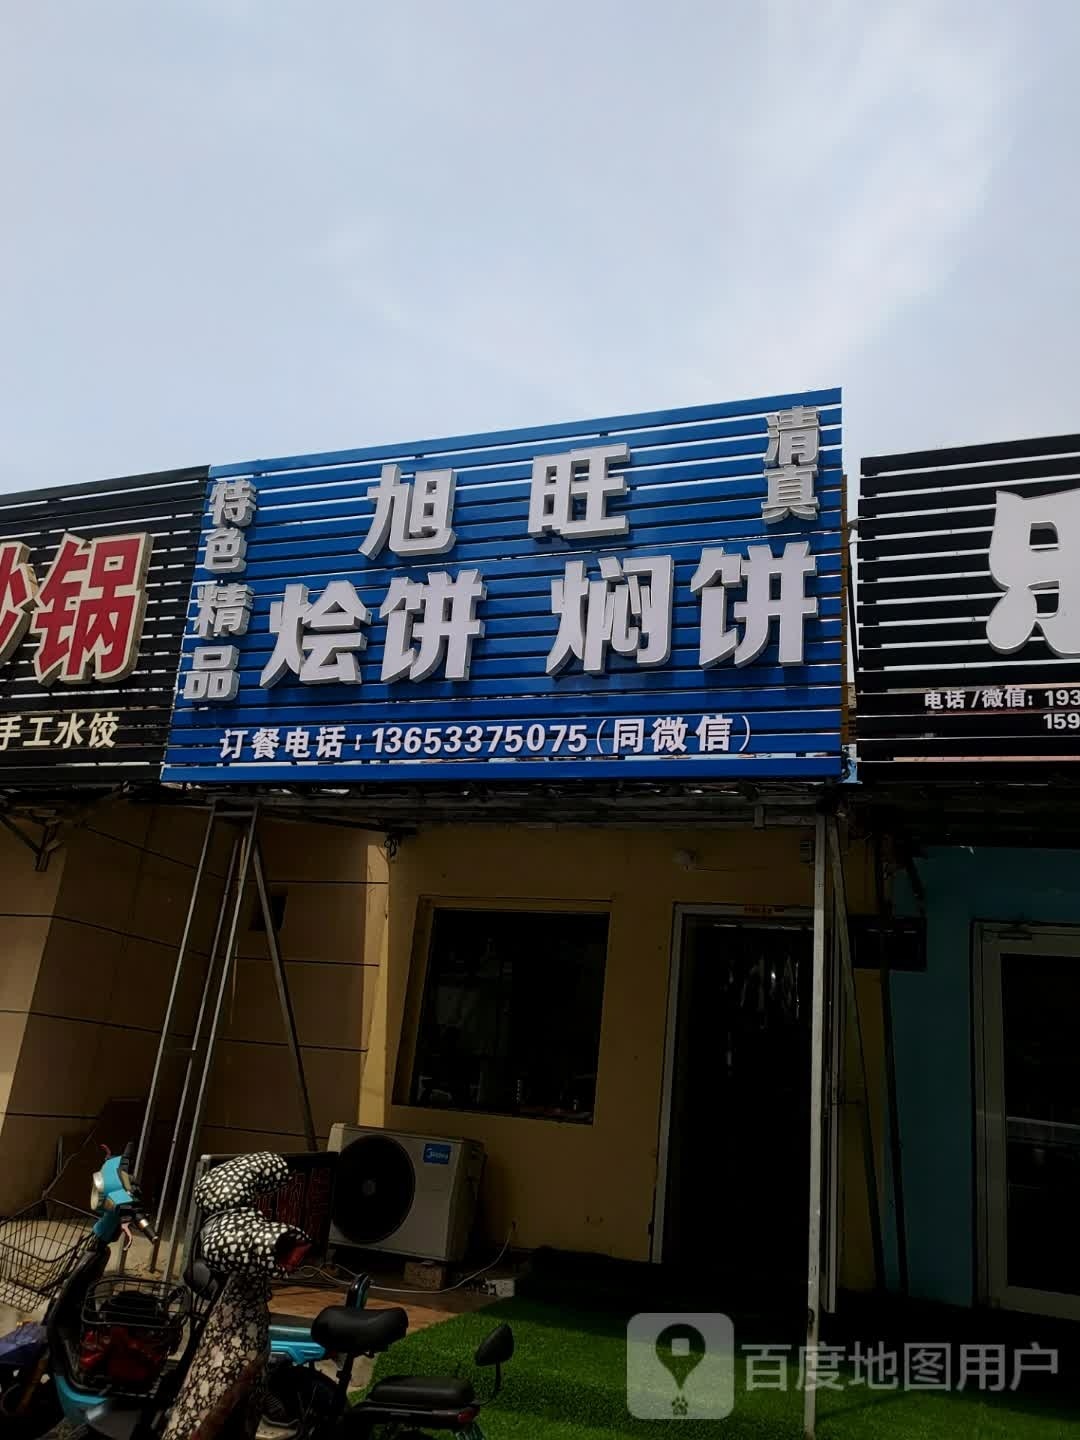 特色精品
旭旺
清真
烩饼 焖饼
订餐电话：13653375075（同微信）
锅
手工水饺
电话/微信：193
159
Midea
百度地图用户